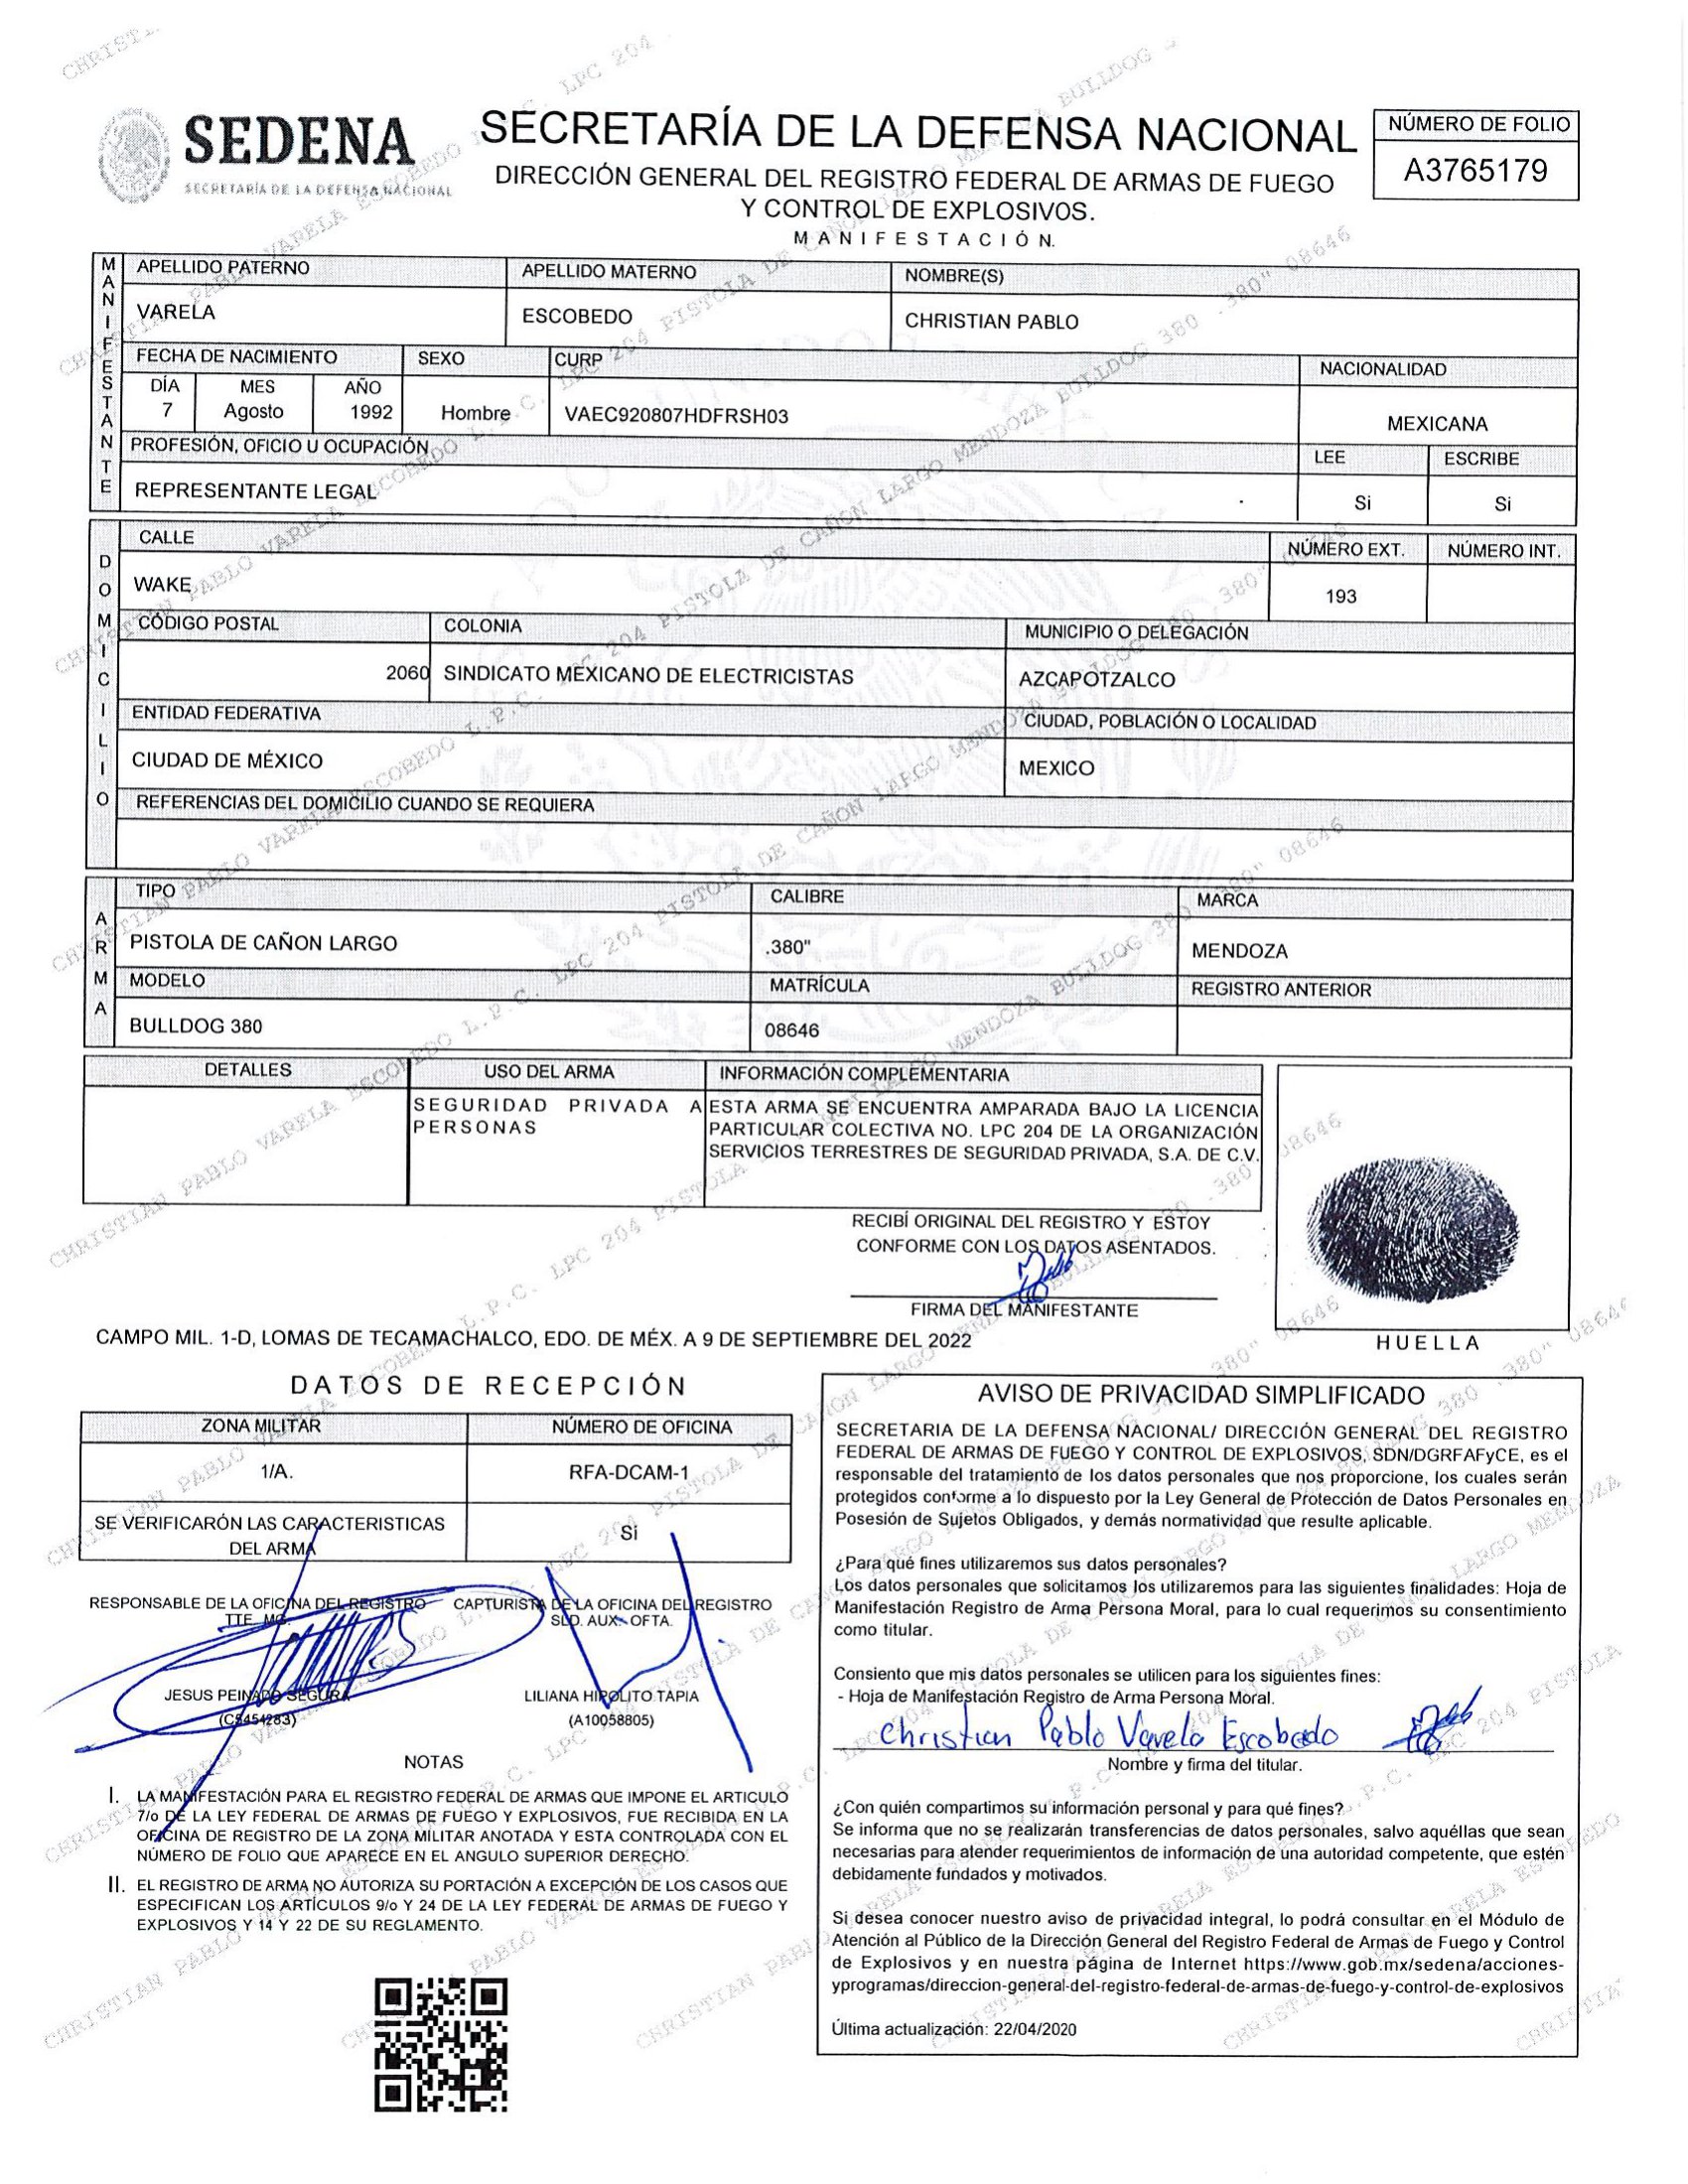 SEDENA
SECRETARÍA DE LA DEFENSA NACIONAL
SECRETARÍA DE LA DEFENSA NACIONAL
DIRECCIÓN GENERAL DEL REGISTRO FEDERAL DE ARMAS DE FUEGO
Y CONTROL DE EXPLOSIVOS.
MANIFESTACIÓN.
NÚMERO DE FOLIO
A3765179
MANIFESTANTE
APELLIDO PATERNO APELLIDO MATERNO NOMBRE(S)
VARELA ESCOBEDO CHRISTIAN PABLO
FECHA DE NACIMIENTO SEXO CURP NACIONALIDAD
DÍA MES AÑO
7 Agosto 1992 Hombre VAEC920807HDFRSH03 MEXICANA
PROFESIÓN, OFICIO U OCUPACIÓN LEE ESCRIBE
REPRESENTANTE LEGAL Si Si
DOMICILIO
CALLE NÚMERO EXT. NÚMERO INT.
WAKE 193
CÓDIGO POSTAL COLONIA MUNICIPIO O DELEGACIÓN
2060 SINDICATO MEXICANO DE ELECTRICISTAS AZCAPOTZALCO
ENTIDAD FEDERATIVA CIUDAD, POBLACIÓN O LOCALIDAD
CIUDAD DE MÉXICO MEXICO
REFERENCIAS DEL DOMICILIO CUANDO SE REQUIERA
ARMA
TIPO CALIBRE MARCA
PISTOLA DE CAÑON LARGO .380" MENDOZA
MODELO MATRÍCULA REGISTRO ANTERIOR
BULLDOG 380 08646
DETALLES USO DEL ARMA INFORMACIÓN COMPLEMENTARIA
SEGURIDAD PRIVADA A
PERSONAS
ESTA ARMA SE ENCUENTRA AMPARADA BAJO LA LICENCIA
PARTICULAR COLECTIVA NO. LPC 204 DE LA ORGANIZACIÓN
SERVICIOS TERRESTRES DE SEGURIDAD PRIVADA, S.A. DE C.V.
RECIBÍ ORIGINAL DEL REGISTRO Y ESTOY
CONFORME CON LOS DATOS ASENTADOS.
FIRMA DEL MANIFESTANTE
HUELLA
CAMPO MIL. 1-D, LOMAS DE TECAMACHALCO, EDO. DE MÉX. A 9 DE SEPTIEMBRE DEL 2022
DATOS DE RECEPCIÓN
ZONA MILITAR NÚMERO DE OFICINA
1/A. RFA-DCAM-1
SE VERIFICARÓN LAS CARACTERISTICAS
DEL ARMA
Si
RESPONSABLE DE LA OFICINA DEL REGISTRO
TTE. MG.
JESUS PEINADO SEGURA
(C5454283)
CAPTURISTA DE LA OFICINA DEL REGISTRO
SLD. AUX. OFTA.
LILIANA HIPOLITO TAPIA
(A10058805)
NOTAS
I. LA MANIFESTACIÓN PARA EL REGISTRO FEDERAL DE ARMAS QUE IMPONE EL ARTICULO
7/o DE LA LEY FEDERAL DE ARMAS DE FUEGO Y EXPLOSIVOS, FUE RECIBIDA EN LA
OFICINA DE REGISTRO DE LA ZONA MILITAR ANOTADA Y ESTA CONTROLADA CON EL
NÚMERO DE FOLIO QUE APARECE EN EL ANGULO SUPERIOR DERECHO.
II. EL REGISTRO DE ARMA NO AUTORIZA SU PORTACIÓN A EXCEPCIÓN DE LOS CASOS QUE
ESPECIFICAN LOS ARTÍCULOS 9/o Y 24 DE LA LEY FEDERAL DE ARMAS DE FUEGO Y
EXPLOSIVOS Y 14 Y 22 DE SU REGLAMENTO.
AVISO DE PRIVACIDAD SIMPLIFICADO
SECRETARIA DE LA DEFENSA NACIONAL/ DIRECCIÓN GENERAL DEL REGISTRO
FEDERAL DE ARMAS DE FUEGO Y CONTROL DE EXPLOSIVOS, SDN/DGRFAFyCE, es el
responsable del tratamiento de los datos personales que nos proporcione, los cuales serán
protegidos conforme a lo dispuesto por la Ley General de Protección de Datos Personales en
Posesión de Sujetos Obligados, y demás normatividad que resulte aplicable.
¿Para qué fines utilizaremos sus datos personales?
Los datos personales que solicitamos los utilizaremos para las siguientes finalidades: Hoja de
Manifestación Registro de Arma Persona Moral, para lo cual requerimos su consentimiento
como titular.
Consiento que mis datos personales se utilicen para los siguientes fines:
- Hoja de Manifestación Registro de Arma Persona Moral.
Christian Pablo Varela Escobedo
Nombre y firma del titular.
¿Con quién compartimos su información personal y para qué fines?
Se informa que no se realizarán transferencias de datos personales, salvo aquéllas que sean
necesarias para atender requerimientos de información de una autoridad competente, que estén
debidamente fundados y motivados.
Si desea conocer nuestro aviso de privacidad integral, lo podrá consultar en el Módulo de
Atención al Público de la Dirección General del Registro Federal de Armas de Fuego y Control
de Explosivos y en nuestra página de Internet https://www.gob.mx/sedena/acciones-
yprogramas/direccion-general-del-registro-federal-de-armas-de-fuego-y-control-de-explosivos
Última actualización: 22/04/2020